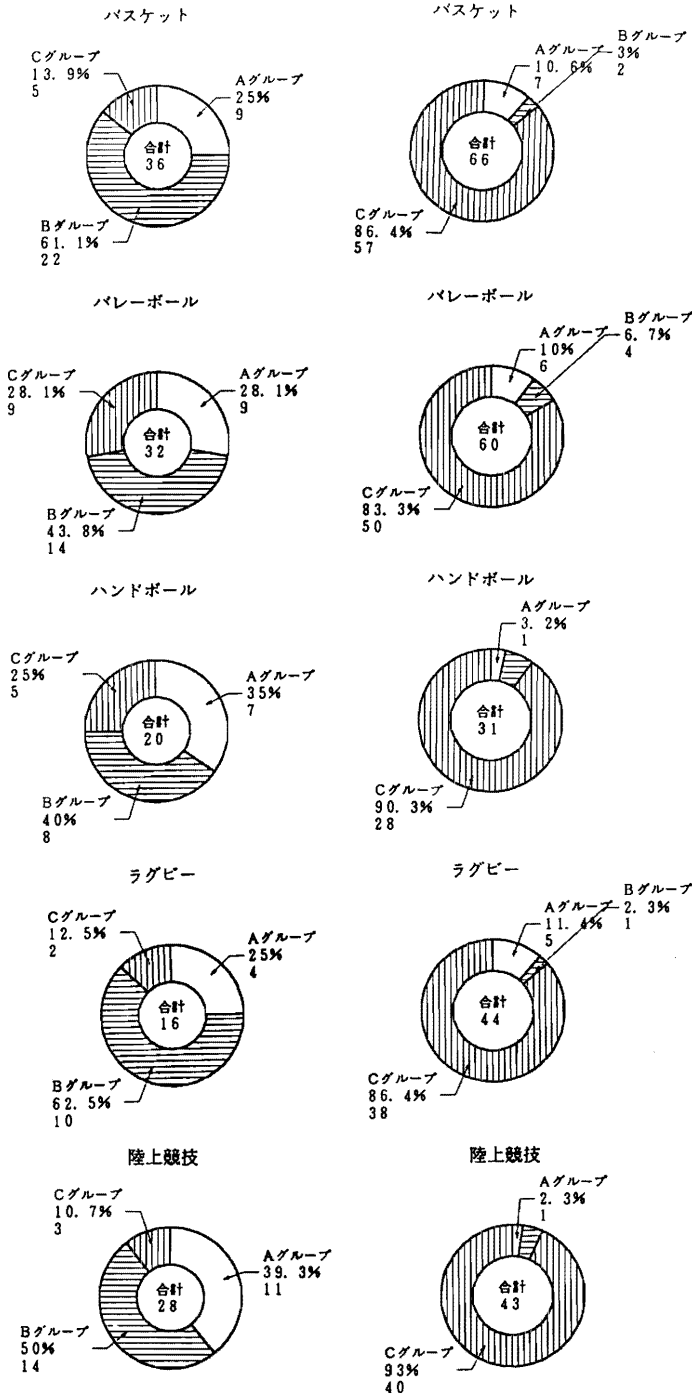 バスケット
Cグループ
13.9%
5
Aグループ
25%
9
合計
36
Bグループ
61.1%
22
バスケット
Aグループ
10.6%
7
Bグループ
3%
2
合計
66
Cグループ
86.4%
57
バレーボール
Cグループ
28.1%
9
Aグループ
28.1%
9
合計
32
Bグループ
43.8%
14
バレーボール
Aグループ
10%
6
Bグループ
6.7%
4
合計
60
Cグループ
83.3%
50
ハンドボール
Cグループ
25%
5
Aグループ
35%
7
合計
20
Bグループ
40%
8
ハンドボール
Aグループ
3.2%
1
合計
31
Cグループ
90.3%
28
ラグビー
Cグループ
12.5%
2
Aグループ
25%
4
合計
16
Bグループ
62.5%
10
ラグビー
Aグループ
11.4%
5
Bグループ
2.3%
1
合計
44
Cグループ
86.4%
38
陸上競技
Cグループ
10.7%
3
Aグループ
39.3%
11
合計
28
Bグループ
50%
14
陸上競技
Aグループ
2.3%
1
合計
43
Cグループ
93%
40